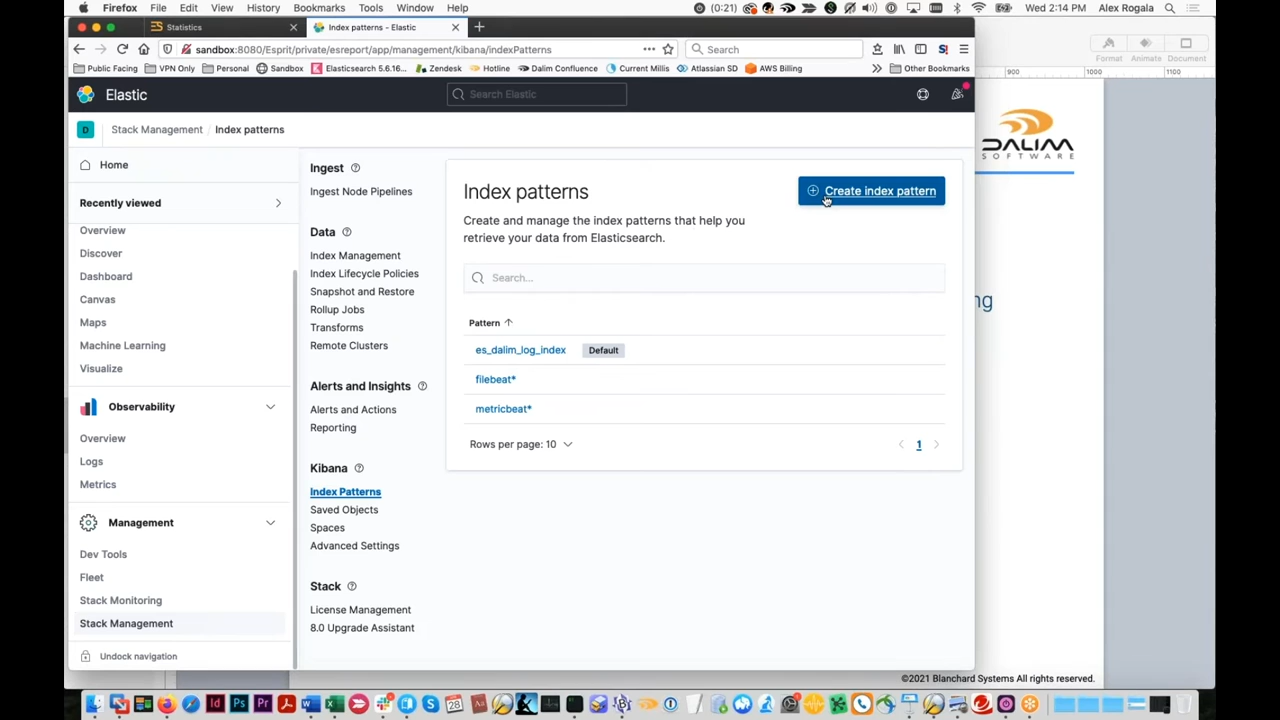 Firefox File Edit View History Bookmarks Tools Window Help
(0:21) Wed 2:14 PM Alex Rogala
Statistics
Index patterns - Elastic
sandbox:8080/Esprit/private/esreport/app/management/kibana/indexPatterns
Search
Public Facing VPN Only Personal Sandbox Elasticsearch 5.6.16... Zendesk Hotline Dalim Confluence Current Millis Atlassian SD AWS Billing Other Bookmarks
Format Animate Document
900 1000 1100
Elastic
Search Elastic
D Stack Management / Index patterns
Home
Recently viewed
Overview
Discover
Dashboard
Canvas
Maps
Machine Learning
Visualize
Observability
Overview
Logs
Metrics
Management
Dev Tools
Fleet
Stack Monitoring
Stack Management
Undock navigation
Ingest
Ingest Node Pipelines
Data
Index Management
Index Lifecycle Policies
Snapshot and Restore
Rollup Jobs
Transforms
Remote Clusters
Alerts and Insights
Alerts and Actions
Reporting
Kibana
Index Patterns
Saved Objects
Spaces
Advanced Settings
Stack
License Management
8.0 Upgrade Assistant
Index patterns
Create index pattern
Create and manage the index patterns that help you
retrieve your data from Elasticsearch.
Search...
Pattern
es_dalim_log_index Default
filebeat*
metricbeat*
Rows per page: 10
1
DALIM
SOFTWARE
ng
©2021 Blanchard Systems All rights reserved.